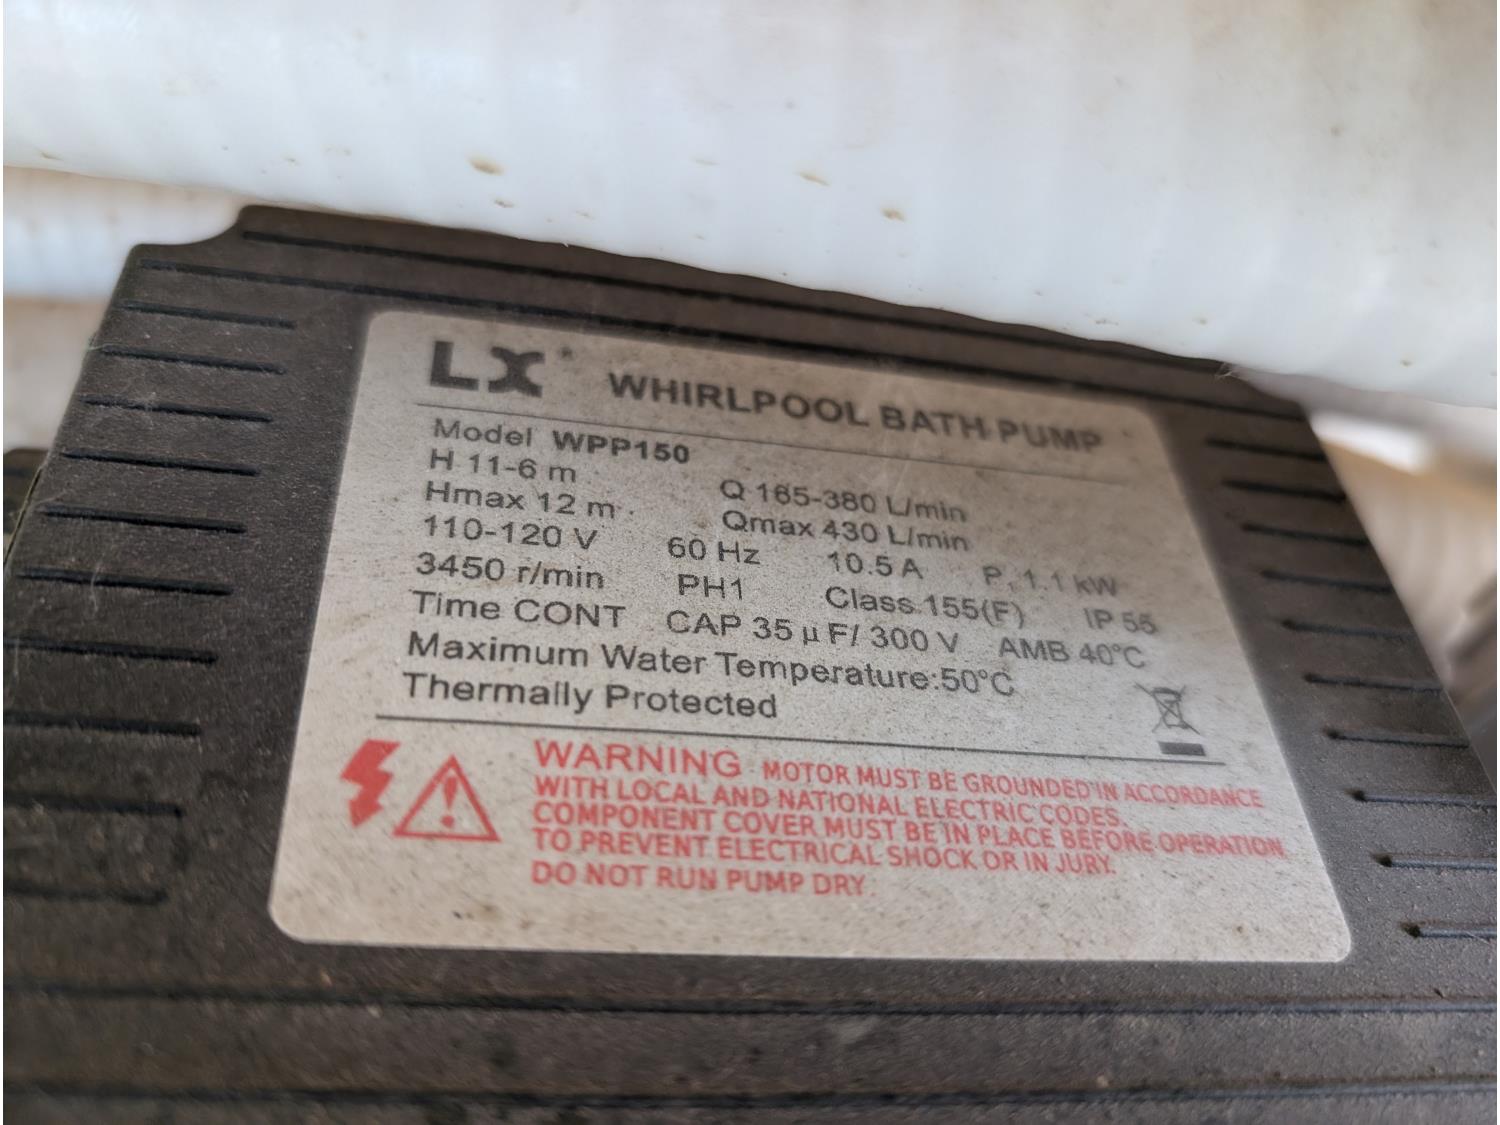 LX® WHIRLPOOL BATH PUMP
Model WPP150
H 11-6 m Q 165-380 L/min
Hmax 12 m Qmax 430 L/min
110-120 V 60 Hz 10.5 A P₁ 1.1 kW
3450 r/min PH1 Class 155(F) IP 55
Time CONT CAP 35 µF/ 300 V AMB 40°C
Maximum Water Temperature:50°C
Thermally Protected
WARNING MOTOR MUST BE GROUNDED IN ACCORDANCE
WITH LOCAL AND NATIONAL ELECTRIC CODES.
COMPONENT COVER MUST BE IN PLACE BEFORE OPERATION
TO PREVENT ELECTRICAL SHOCK OR IN JURY.
DO NOT RUN PUMP DRY